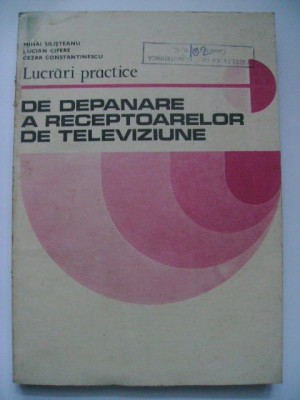 MIHAI SILIȘTEANU
LUCIAN CIFERE
CEZAR CONSTANTINESCU
Lucrări practice
DE DEPANARE
A RECEPTOARELOR
DE TELEVIZIUNE